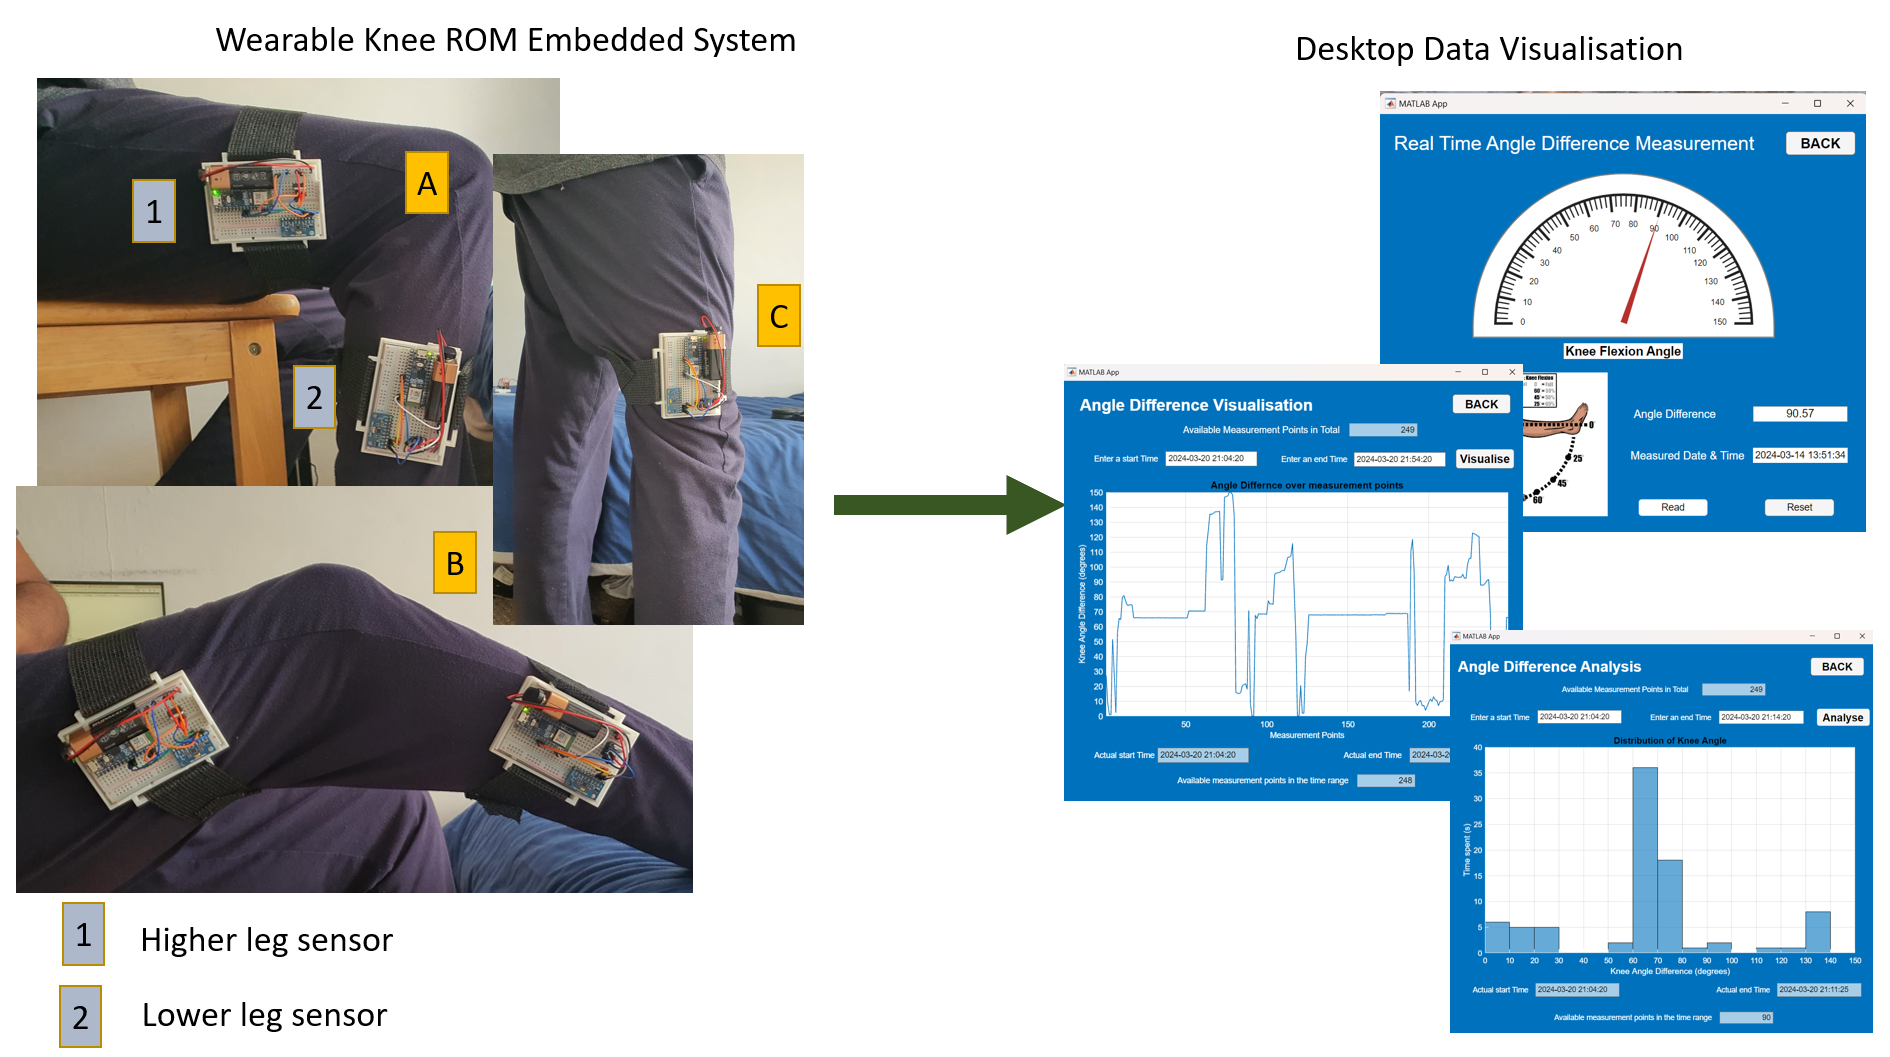 Wearable Knee ROM Embedded System
Desktop Data Visualisation
1
A
2
C
B
1
Higher leg sensor
2
Lower leg sensor
MATLAB App
Real Time Angle Difference Measurement
BACK
0 10 20 30 40 50 60 70 80 90 100 110 120 130 140 150
Knee Flexion Angle
Knee Flexion
60
45
25
0
25
45
60
Angle Difference
90.57
Measured Date & Time
2024-03-14 13:51:34
Read
Reset
MATLAB App
Angle Difference Visualisation
BACK
Available Measurement Points in Total
249
Enter a start Time
2024-03-20 21:04:20
Enter an end Time
2024-03-20 21:54:20
Visualise
Angle Differnce over measurement points
150
140
130
120
110
100
90
80
70
60
50
40
30
20
10
0
Knee Angle Difference (degrees)
50 100 150 200
Measurement Points
Actual start Time
2024-03-20 21:04:20
Actual end Time
2024-03-2
Available measurement points in the time range
248
MATLAB App
Angle Difference Analysis
BACK
Available Measurement Points in Total
249
Enter a start Time
2024-03-20 21:04:20
Enter an end Time
2024-03-20 21:14:20
Analyse
Distribution of Knee Angle
40
35
30
25
20
15
10
5
0
Time spent (s)
0 10 20 30 40 50 60 70 80 90 100 110 120 130 140 150
Knee Angle Difference (degrees)
Actual start Time
2024-03-20 21:04:20
Actual end Time
2024-03-20 21:11:25
Available measurement points in the time range
90